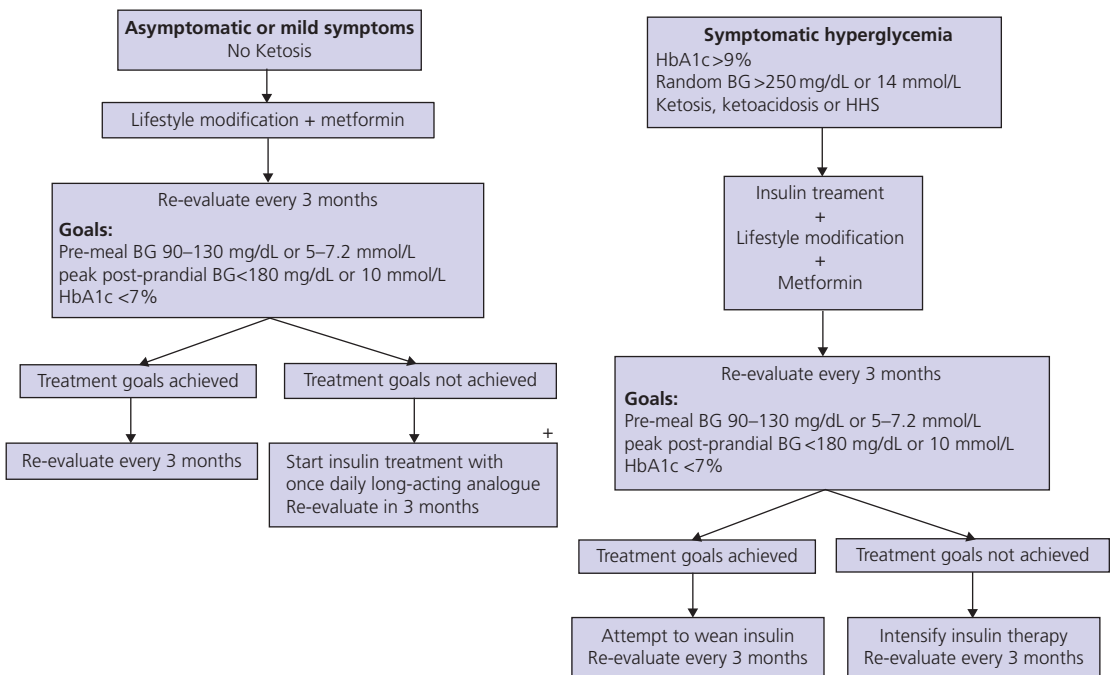 Asymptomatic or mild symptoms
No Ketosis
Lifestyle modification + metformin
Re-evaluate every 3 months
Goals:
Pre-meal BG 90–130 mg/dL or 5–7.2 mmol/L
peak post-prandial BG<180 mg/dL or 10 mmol/L
HbA1c <7%
Treatment goals achieved
Treatment goals not achieved
Re-evaluate every 3 months
+
Start insulin treatment with
once daily long-acting analogue
Re-evaluate in 3 months
Symptomatic hyperglycemia
HbA1c>9%
Random BG>250 mg/dL or 14 mmol/L
Ketosis, ketoacidosis or HHS
Insulin treament
+
Lifestyle modification
+
Metformin
Re-evaluate every 3 months
Goals:
Pre-meal BG 90–130 mg/dL or 5–7.2 mmol/L
peak post-prandial BG<180 mg/dL or 10 mmol/L
HbA1c <7%
Treatment goals achieved
Treatment goals not achieved
Attempt to wean insulin
Re-evaluate every 3 months
Intensify insulin therapy
Re-evaluate every 3 months